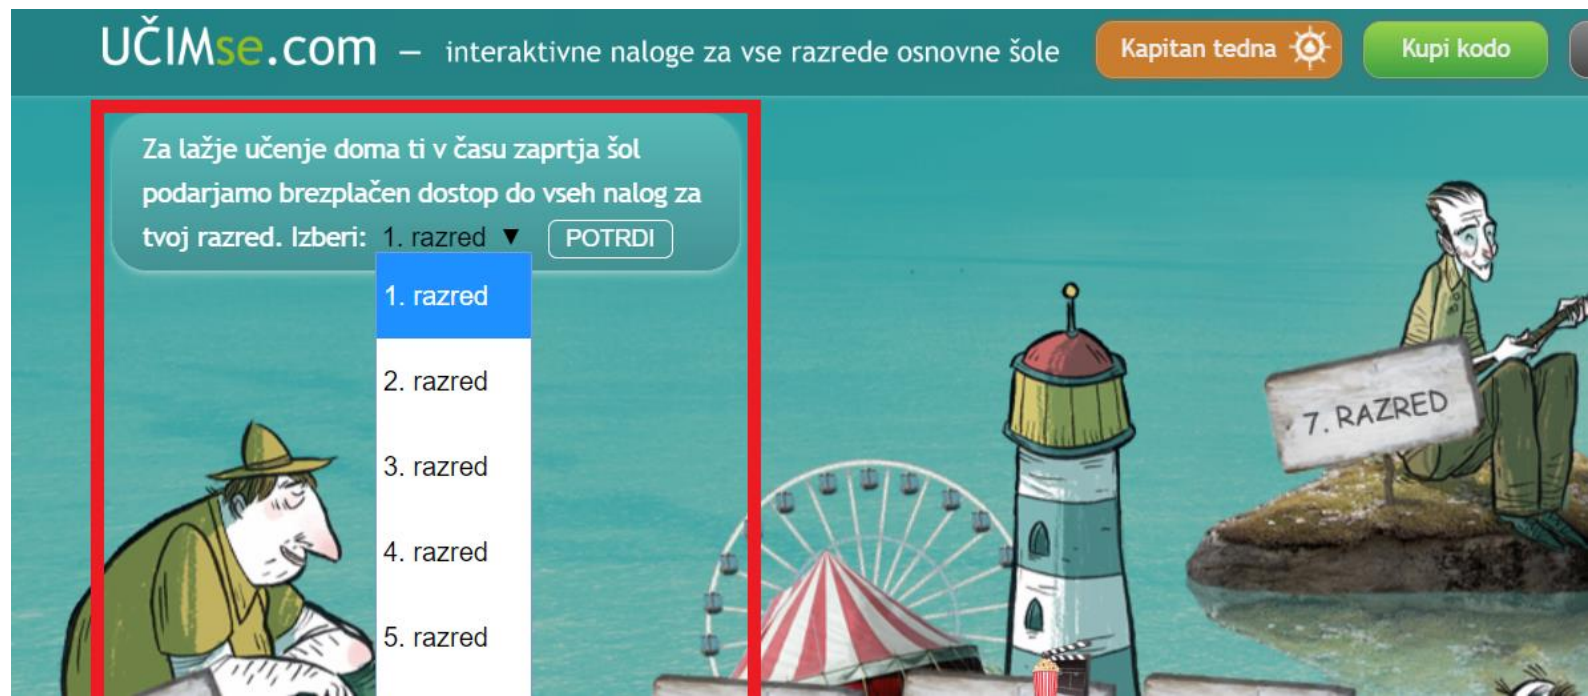 UČIMse.com – interaktivne naloge za vse razrede osnovne šole
Kapitan tedna
Kupi kodo
Za lažje učenje doma ti v času zaprtja šol
podarjamo brezplačen dostop do vseh nalog za
tvoj razred. Izberi: 1. razred ▼ POTRDI
1. razred
2. razred
3. razred
4. razred
5. razred
7. RAZRED